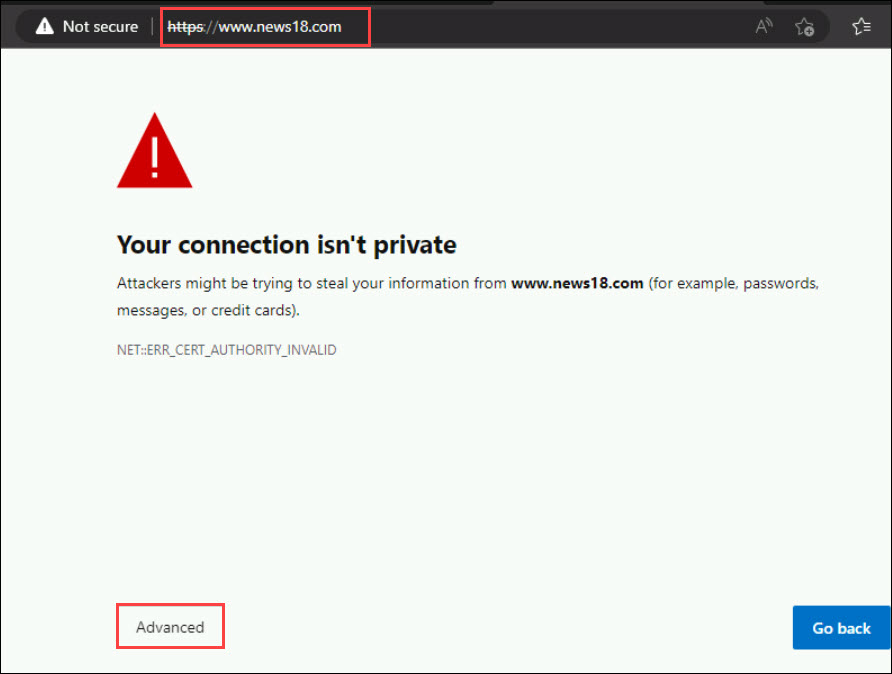 Not secure | https://www.news18.com
Your connection isn't private
Attackers might be trying to steal your information from www.news18.com (for example, passwords,
messages, or credit cards).
NET::ERR_CERT_AUTHORITY_INVALID
Advanced
Go back